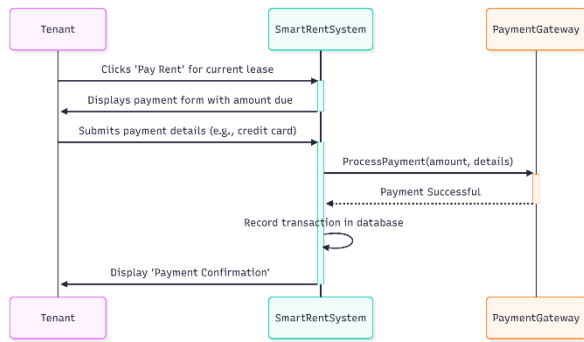 Tenant
SmartRentSystem
PaymentGateway
Clicks 'Pay Rent' for current lease
Displays payment form with amount due
Submits payment details (e.g., credit card)
ProcessPayment(amount, details)
Payment Successful
Record transaction in database
Display 'Payment Confirmation'
Tenant
SmartRentSystem
PaymentGateway